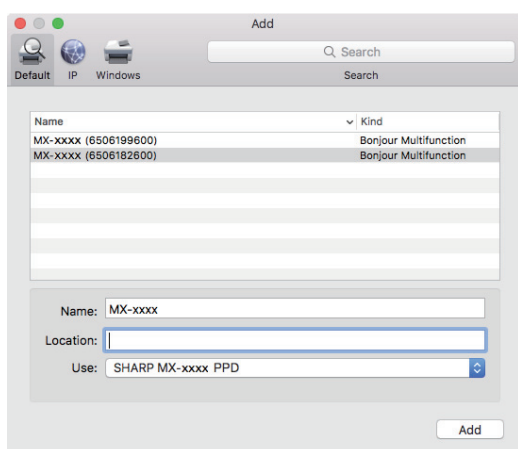 Add
Search
Default IP Windows Search
Name Kind
MX-xxxx (6506199600) Bonjour Multifunction
MX-xxxx (6506182600) Bonjour Multifunction
Name: MX-xxxx
Location:
Use: SHARP MX-xxxx PPD
Add